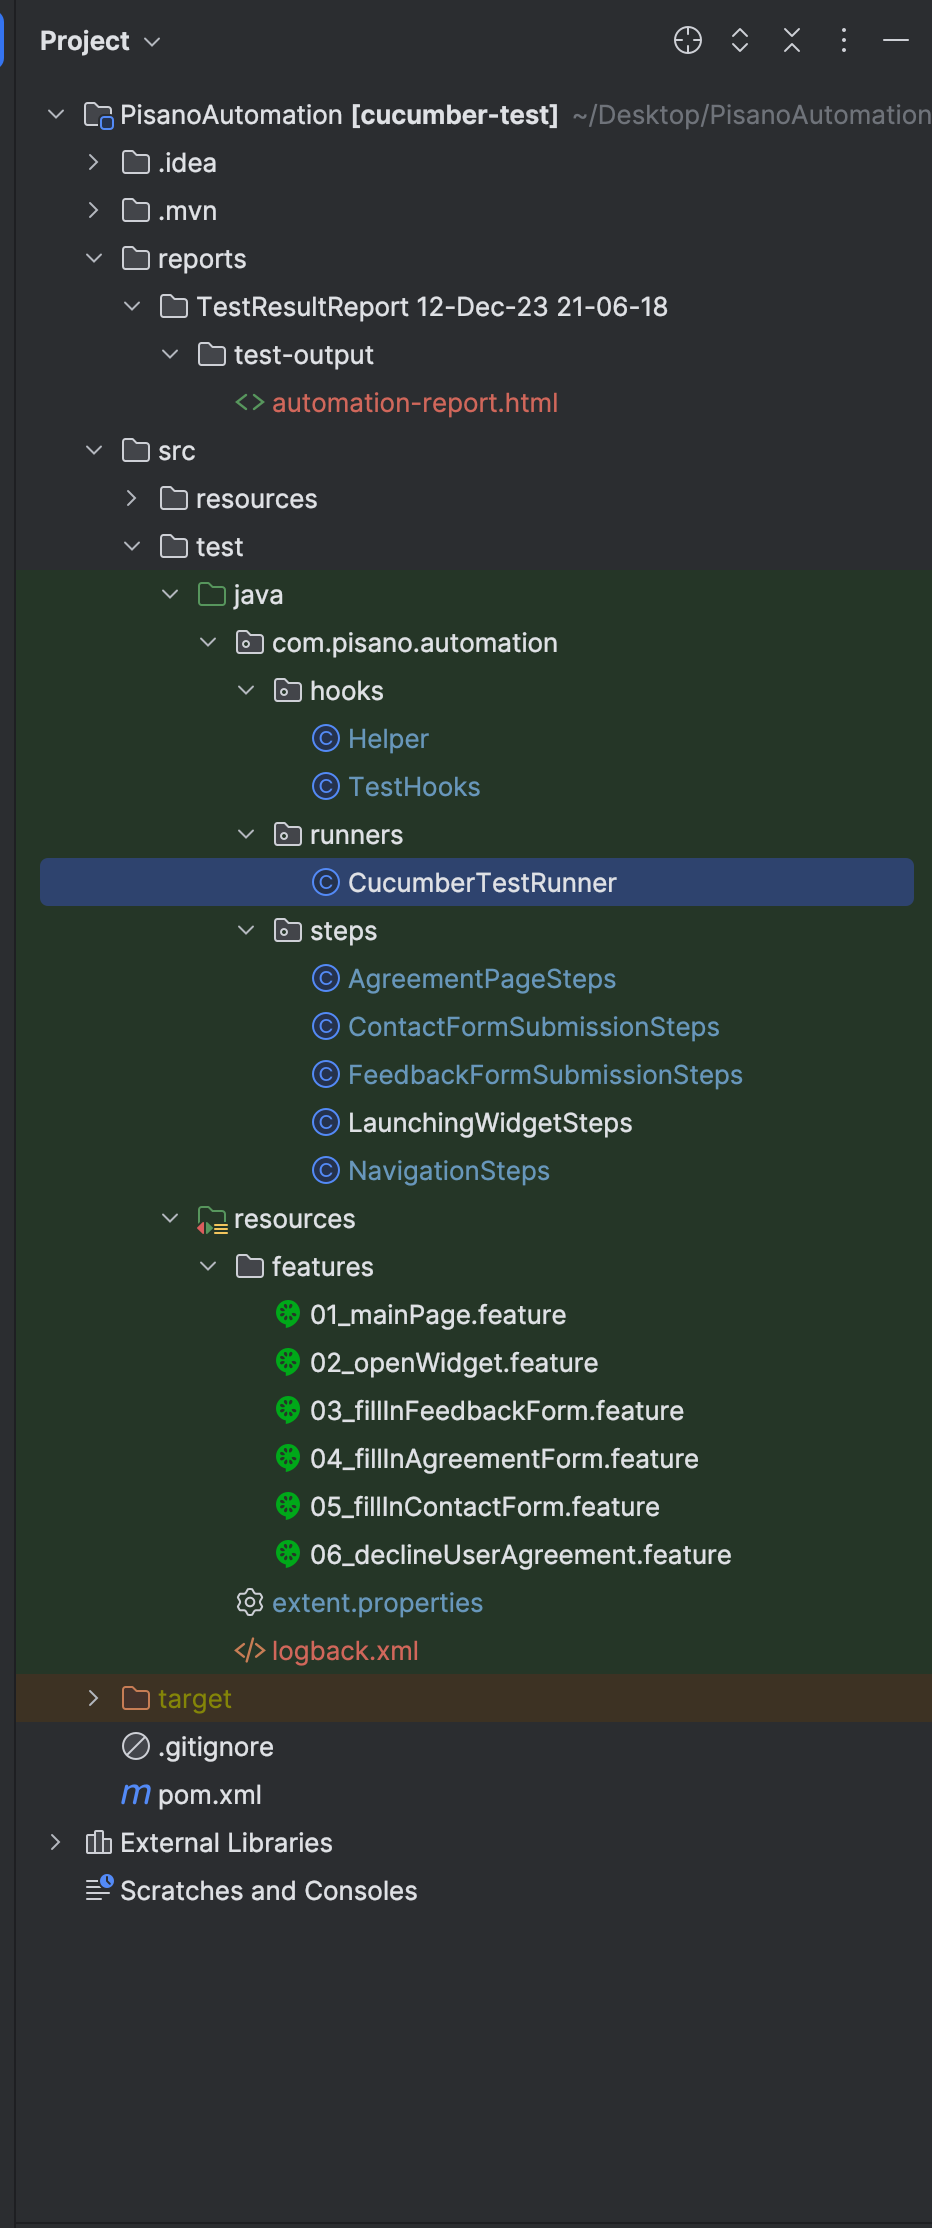 Project
PisanoAutomation [cucumber-test] ~/Desktop/PisanoAutomation
.idea
.mvn
reports
TestResultReport 12-Dec-23 21-06-18
test-output
automation-report.html
src
resources
test
java
com.pisano.automation
hooks
Helper
TestHooks
runners
CucumberTestRunner
steps
AgreementPageSteps
ContactFormSubmissionSteps
FeedbackFormSubmissionSteps
LaunchingWidgetSteps
NavigationSteps
resources
features
01_mainPage.feature
02_openWidget.feature
03_fillInFeedbackForm.feature
04_fillInAgreementForm.feature
05_fillInContactForm.feature
06_declineUserAgreement.feature
extent.properties
logback.xml
target
.gitignore
pom.xml
External Libraries
Scratches and Consoles